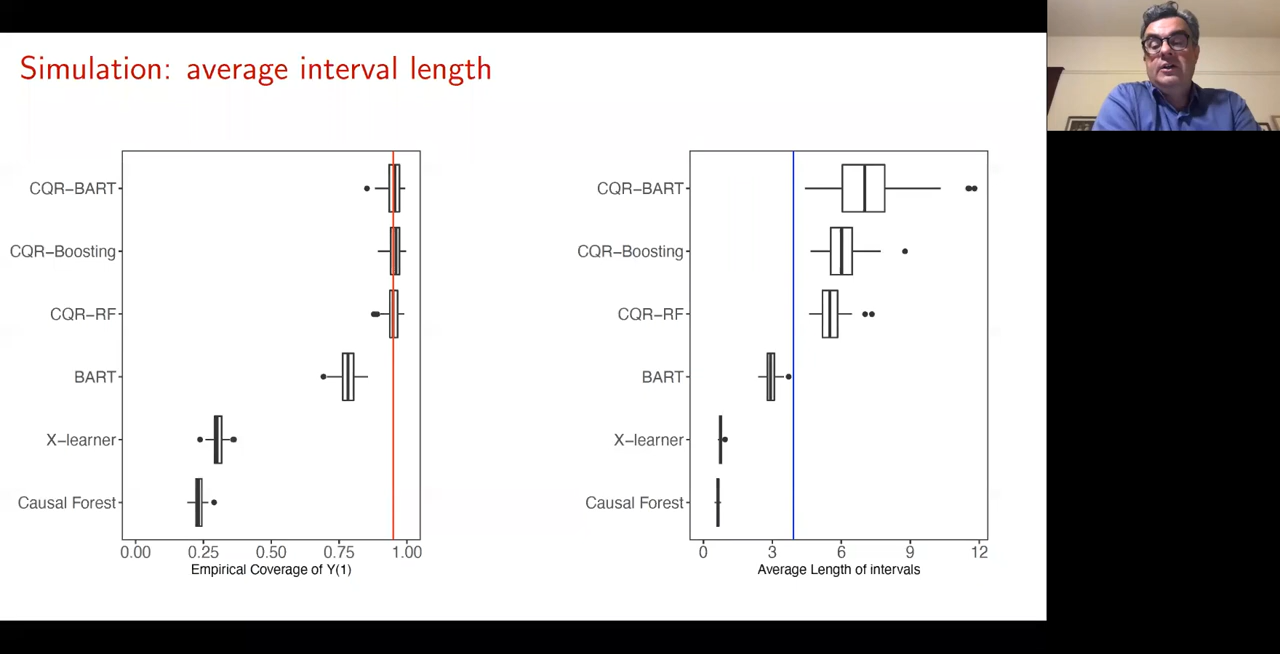 Simulation: average interval length
CQR−BART
CQR−Boosting
CQR−RF
BART
X−learner
Causal Forest
0.00 0.25 0.50 0.75 1.00
Empirical Coverage of Y(1)
CQR−BART
CQR−Boosting
CQR−RF
BART
X−learner
Causal Forest
0 3 6 9 12
Average Length of intervals